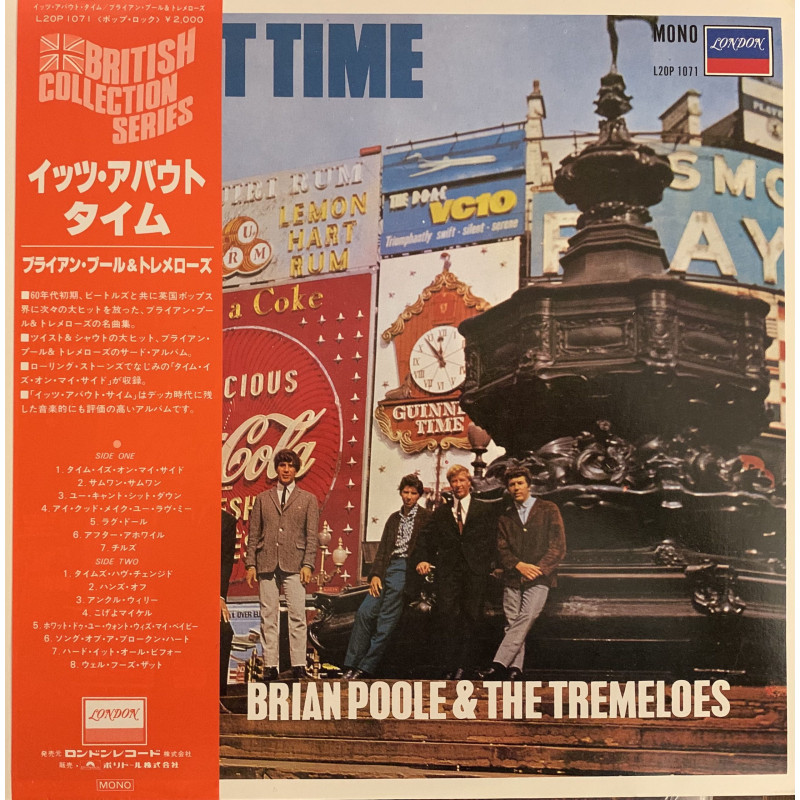 イッツ・アバウト・タイム/ブライアン・プール&トレメローズ
L20P 1071 〈ポップ・ロック〉 ¥2,000
BRITISH
COLLECTION
SERIES
イッツ・アバウト
タイム
ブライアン・プール&トレメローズ
■60年代初期、ビートルズと共に英国ポップス
界に次々の大ヒットを放った、ブライアン・プー
ル&トレメローズの名曲集。
■ツイスト&シャウトの大ヒット、ブライアン・
プール&トレメローズのサード・アルバム。
■ローリング・ストーンズでなじみの「タイム・イ
ズ・オン・マイ・サイド」が収録。
■「イッツ・アバウト・サイム」はデッカ時代に残
した音楽的にも評価の高いアルバムです。
SIDE ONE
1. タイム・イズ・オン・マイ・サイド
2. サムワン・サムワン
3. ユー・キャント・シット・ダウン
4. アイ・クッド・メイク・ユー・ラヴ・ミー
5. ラグ・ドール
6. アフター・アホワイル
7. チルズ
SIDE TWO
1. タイムズ・ハヴ・チェンジド
2. ハンズ・オフ
3. アンクル・ウィリー
4. こげよマイケル
5. ホワット・ドゥ・ユー・ウォント・ウィズ・マイ・ベイビー
6. ソング・オブ・ア・ブロークン・ハート
7. ハード・イット・オール・ビフォー
8. ウェル・フーズ・ザット
LONDON
発売元 ロンドンレコード 株式会社
販売・ポリドール株式会社
MONO
T TIME
MONO
LONDON
L20P 1071
RUM
LEMON
HART
RUM
RUM
THE
VC10
Triumphantly swift・silent・serene
SMO
AY
a Coke
CIOUS
Coca-Cola
GUINN
TIME
BRIAN POOLE & THE TREMELOES